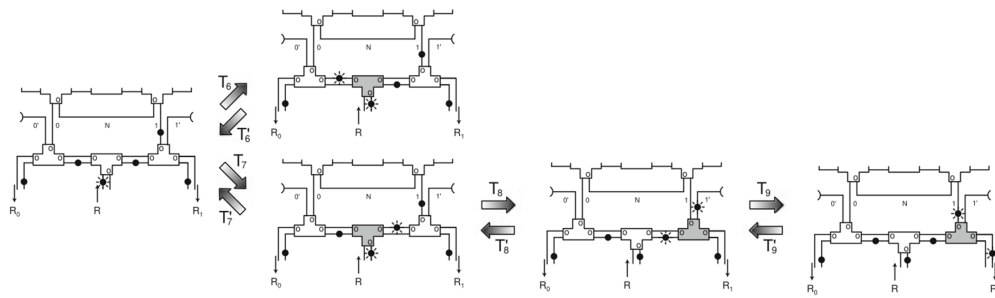 0' 0 N 1 1'
R₀ R R₁
T₆
T'₆
T₇
T'₇
0' 0 N 1 1'
R₀ R R₁
0' 0 N 1 1'
R₀ R R₁
T₈
T'₈
0' 0 N 1 1'
R₀ R R₁
T₉
T'₉
0' 0 N 1 1'
R₀ R